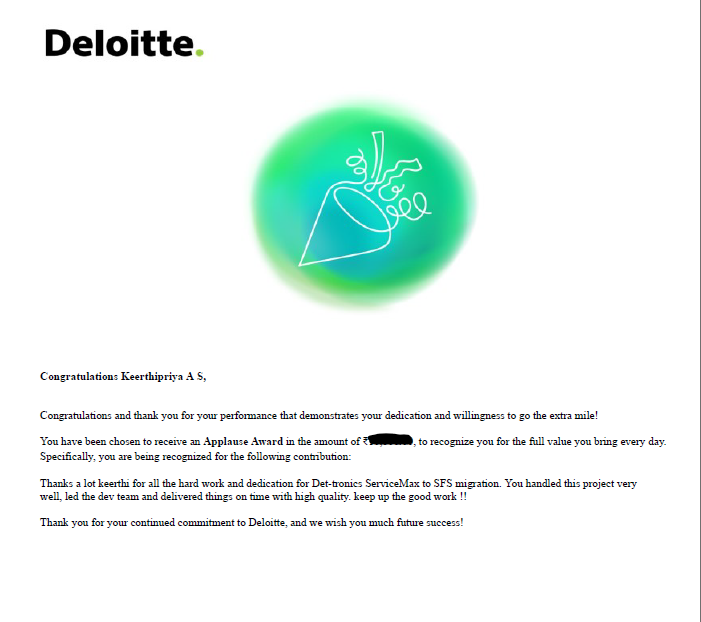 Deloitte.
Congratulations Keerthipriya A S,
Congratulations and thank you for your performance that demonstrates your dedication and willingness to go the extra mile!
You have been chosen to receive an Applause Award in the amount of ₹, to recognize you for the full value you bring every day.
Specifically, you are being recognized for the following contribution:
Thanks a lot keerthi for all the hard work and dedication for Det-tronics ServiceMax to SFS migration. You handled this project very
well, led the dev team and delivered things on time with high quality. keep up the good work !!
Thank you for your continued commitment to Deloitte, and we wish you much future success!